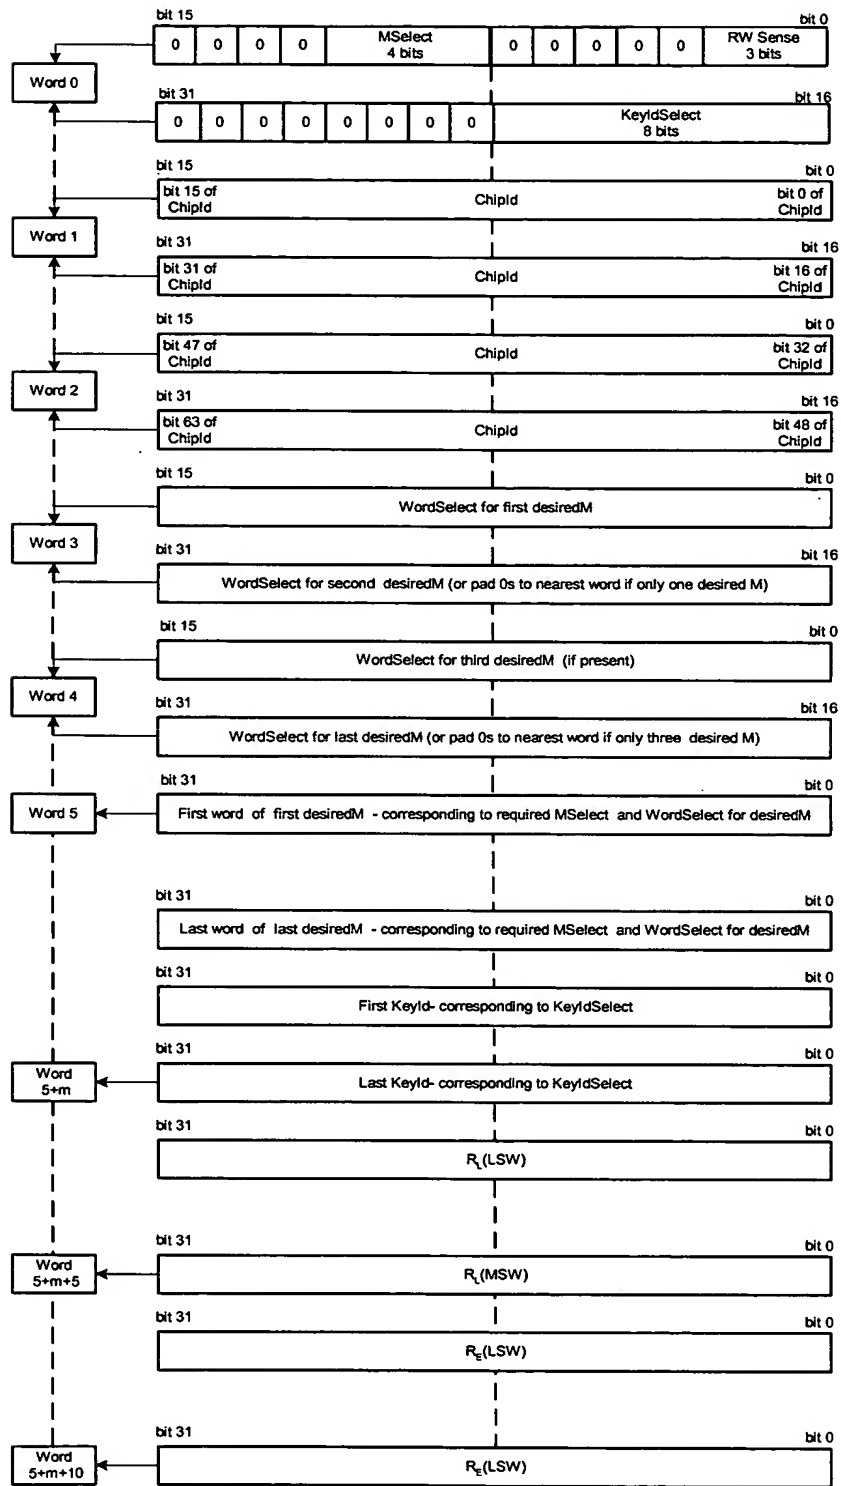 bit 15 bit 0
0 0 0 0 MSelect 0 0 0 0 0 RW Sense
4 bits 3 bits
Word 0
bit 31 bit 16
0 0 0 0 0 0 0 0 KeyIdSelect
8 bits
bit 15 bit 0
bit 15 of ChipId bit 0 of
ChipId ChipId
Word 1
bit 31 bit 16
bit 31 of ChipId bit 16 of
ChipId ChipId
bit 15 bit 0
bit 47 of ChipId bit 32 of
ChipId ChipId
Word 2
bit 31 bit 16
bit 63 of ChipId bit 48 of
ChipId ChipId
bit 15 bit 0
WordSelect for first desiredM
Word 3
bit 31 bit 16
WordSelect for second desiredM (or pad 0s to nearest word if only one desired M)
bit 15 bit 0
WordSelect for third desiredM (if present)
Word 4
bit 31 bit 16
WordSelect for last desiredM (or pad 0s to nearest word if only three desired M)
bit 31 bit 0
Word 5 First word of first desiredM - corresponding to required MSelect and WordSelect for desiredM
bit 31 bit 0
Last word of last desiredM - corresponding to required MSelect and WordSelect for desiredM
bit 31 bit 0
First KeyId- corresponding to KeyIdSelect
bit 31 bit 0
Word
5+m Last KeyId- corresponding to KeyIdSelect
bit 31 bit 0
R_L(LSW)
bit 31 bit 0
Word
5+m+5 R_L(MSW)
bit 31 bit 0
R_E(LSW)
bit 31 bit 0
Word
5+m+10 R_E(LSW)